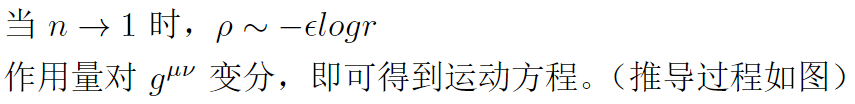 当 n → 1 时，ρ ∼ −ϵlogr
作用量对 g^{μν} 变分，即可得到运动方程。（推导过程如图）